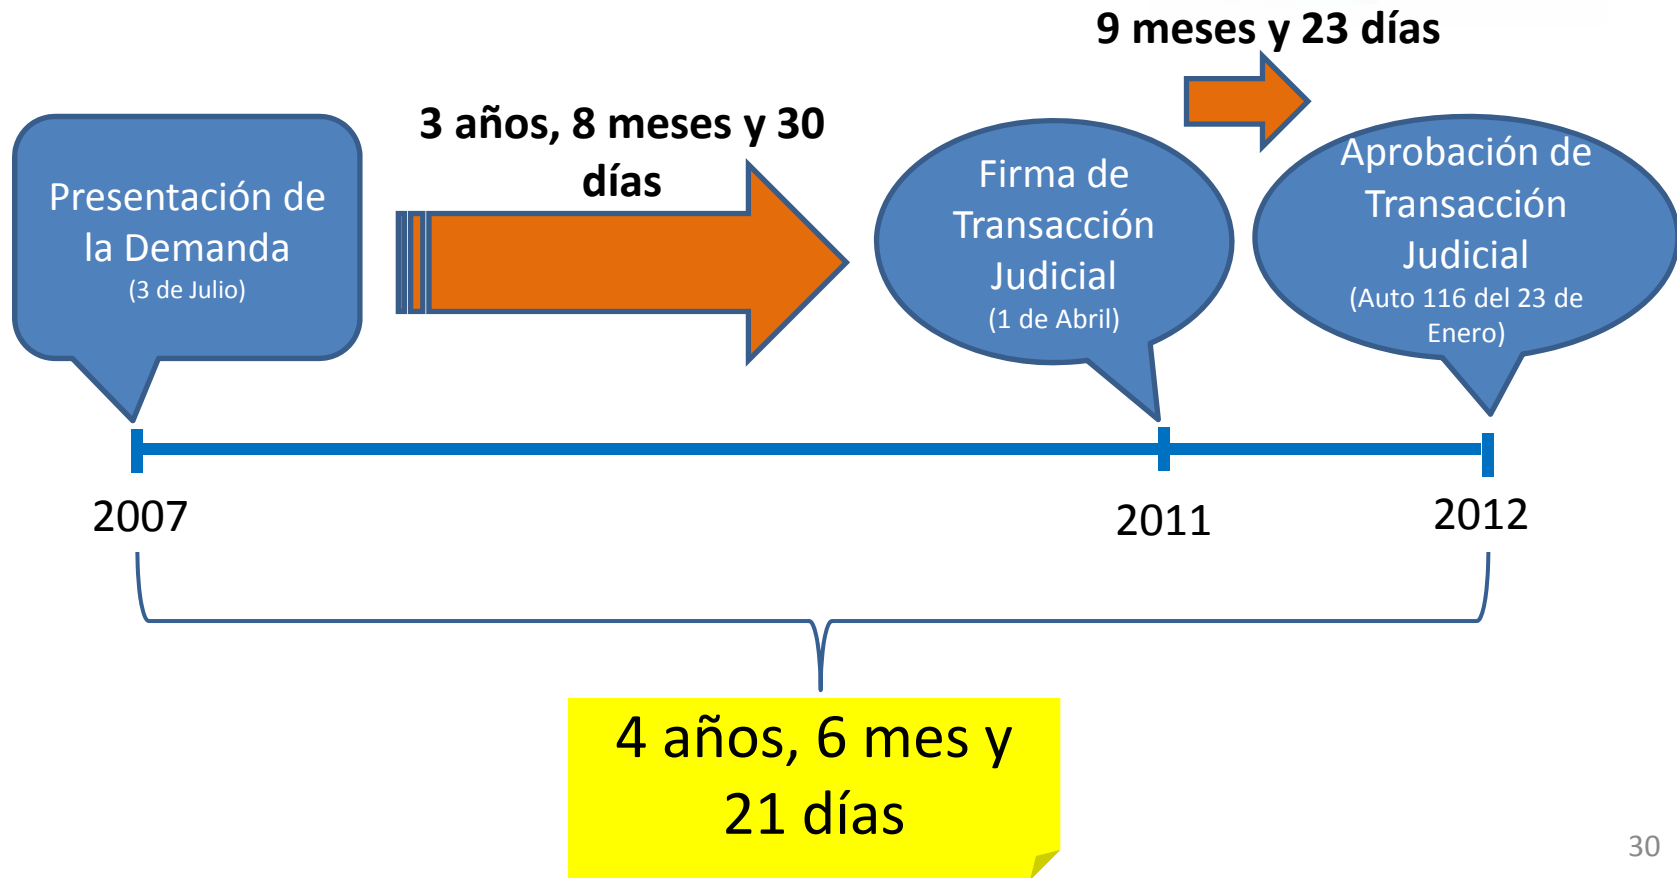 9 meses y 23 días
3 años, 8 meses y 30
días
Presentación de
la Demanda
(3 de Julio)
Firma de
Transacción
Judicial
(1 de Abril)
Aprobación de
Transacción
Judicial
(Auto 116 del 23 de
Enero)
2007
2011
2012
4 años, 6 mes y
21 días
30